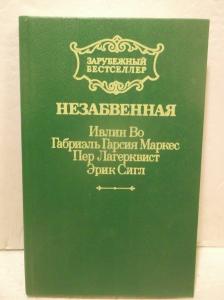 ЗАРУБЕЖНЫЙ
БЕСТСЕЛЛЕР
НЕЗАБВЕННАЯ
Ивлин Во
Габриэль Гарсия Маркес
Пер Лагерквист
Эрик Сигл